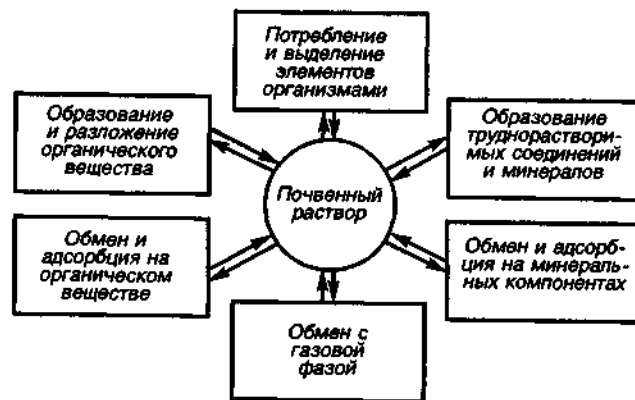 Потребление
и выделение
элементов
организмами
Образование
и разложение
органического
вещества
Образование
труднораствори-
мых соединений
и минералов
Почвенный
раствор
Обмен и
адсорбция на
органическом
веществе
Обмен и адсорб-
ция на минераль-
ных компонентах
Обмен с
газовой
фазой